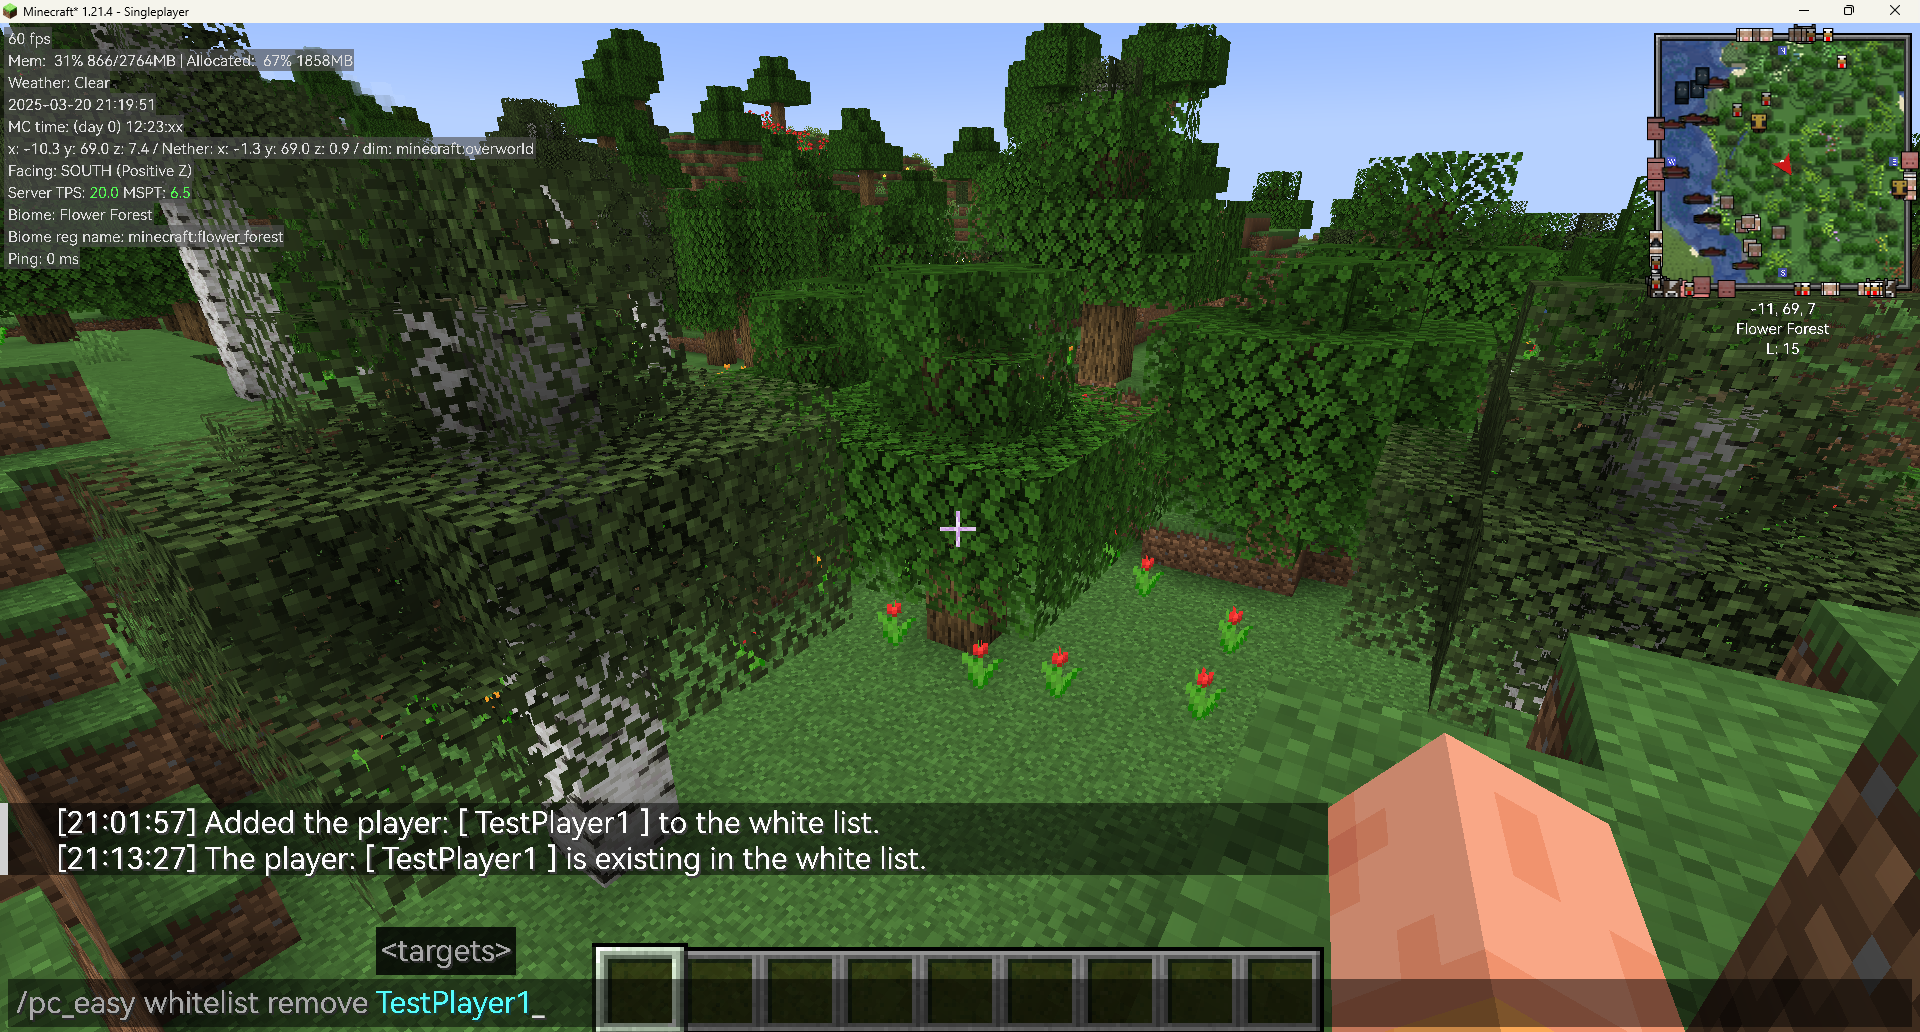 Minecraft* 1.21.4 - Singleplayer
60 fps
Mem: 31% 866/2764MB | Allocated: 67% 1858MB
Weather: Clear
2025-03-20 21:19:51
MC time: (day 0) 12:23:xx
x: -10.3 y: 69.0 z: 7.4 / Nether: x: -1.3 y: 69.0 z: 0.9 / dim: minecraft:overworld
Facing: SOUTH (Positive Z)
Server TPS: 20.0 MSPT: 6.5
Biome: Flower Forest
Biome reg name: minecraft:flower_forest
Ping: 0 ms
N
W
E
S
-11, 69, 7
Flower Forest
L: 15
[21:01:57] Added the player: [ TestPlayer1 ] to the white list.
[21:13:27] The player: [ TestPlayer1 ] is existing in the white list.
<targets>
/pc_easy whitelist remove TestPlayer1_